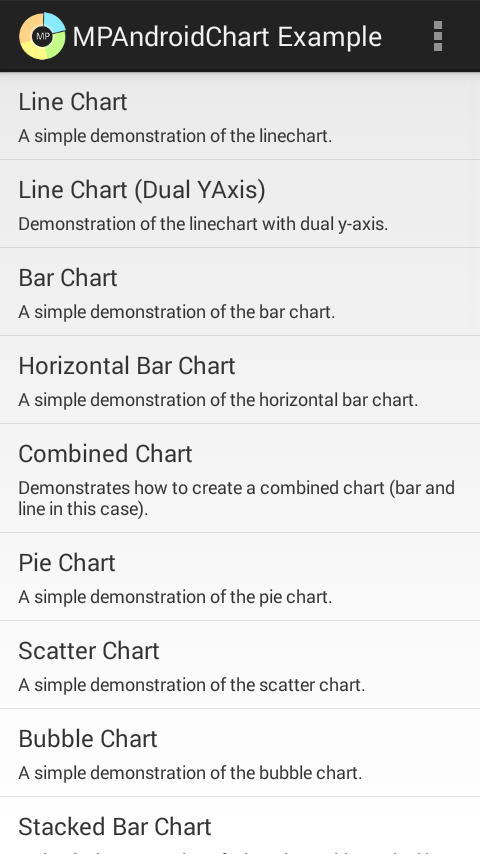 MP
MPAndroidChart Example
Line Chart
A simple demonstration of the linechart.
Line Chart (Dual YAxis)
Demonstration of the linechart with dual y-axis.
Bar Chart
A simple demonstration of the bar chart.
Horizontal Bar Chart
A simple demonstration of the horizontal bar chart.
Combined Chart
Demonstrates how to create a combined chart (bar and
line in this case).
Pie Chart
A simple demonstration of the pie chart.
Scatter Chart
A simple demonstration of the scatter chart.
Bubble Chart
A simple demonstration of the bubble chart.
Stacked Bar Chart